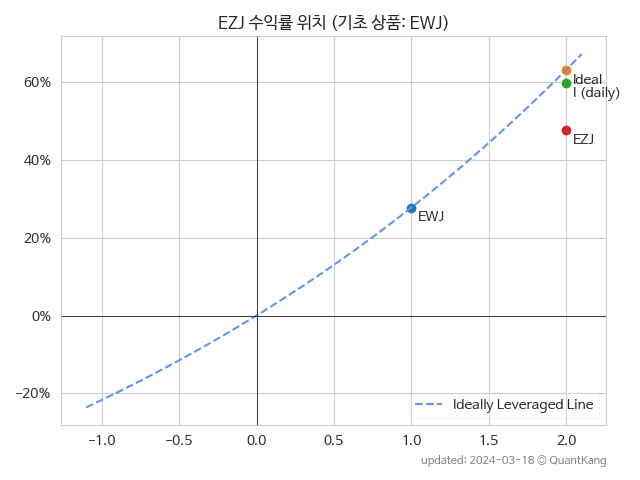 EZJ 수익률 위치 (기초 상품: EWJ)
60%
40%
20%
0%
−20%
Ideal
I (daily)
EZJ
EWJ
Ideally Leveraged Line
−1.0 −0.5 0.0 0.5 1.0 1.5 2.0
updated: 2024-03-18 © QuantKang